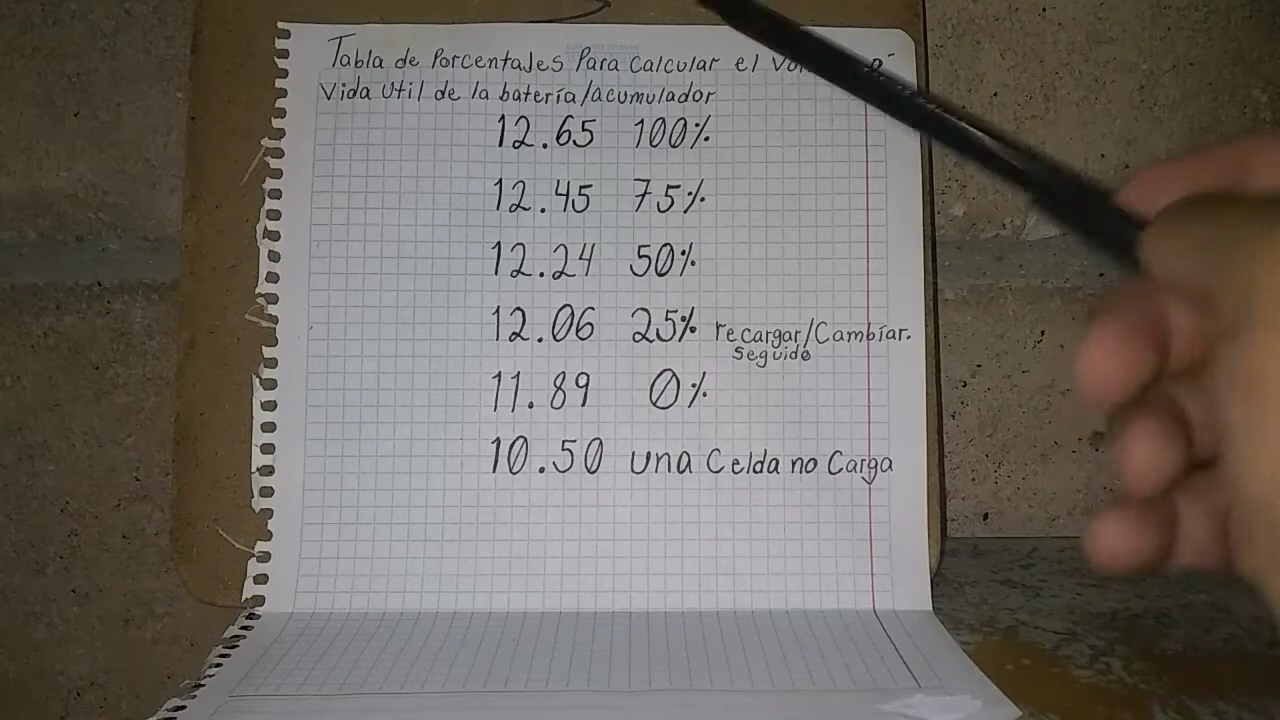 Tabla de Porcentajes Para Calcular el
Vida Util de la batería/acumulador
12.65 100%
12.45 75%
12.24 50%
12.06 25% recargar/Cambiar.
seguido
11.89 0%
10.50 una Celda no Carga